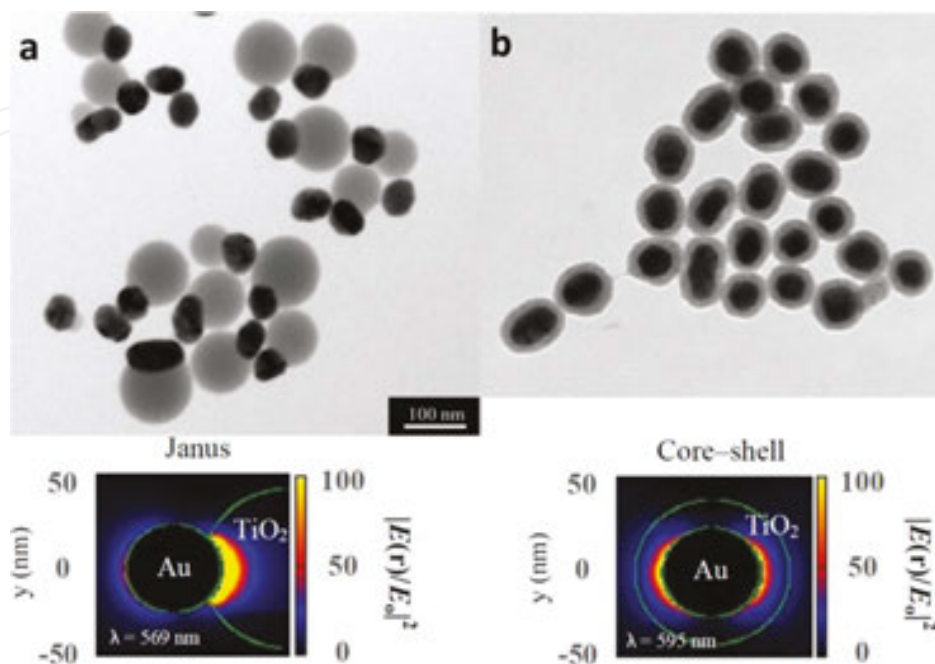 a
b
100 nm
Janus
50
0
-50
y (nm)
TiO₂
Au
λ = 569 nm
100
50
0
|E(r)/E₀|²
Core–shell
50
0
-50
y (nm)
TiO₂
Au
λ = 595 nm
100
50
0
|E(r)/E₀|²